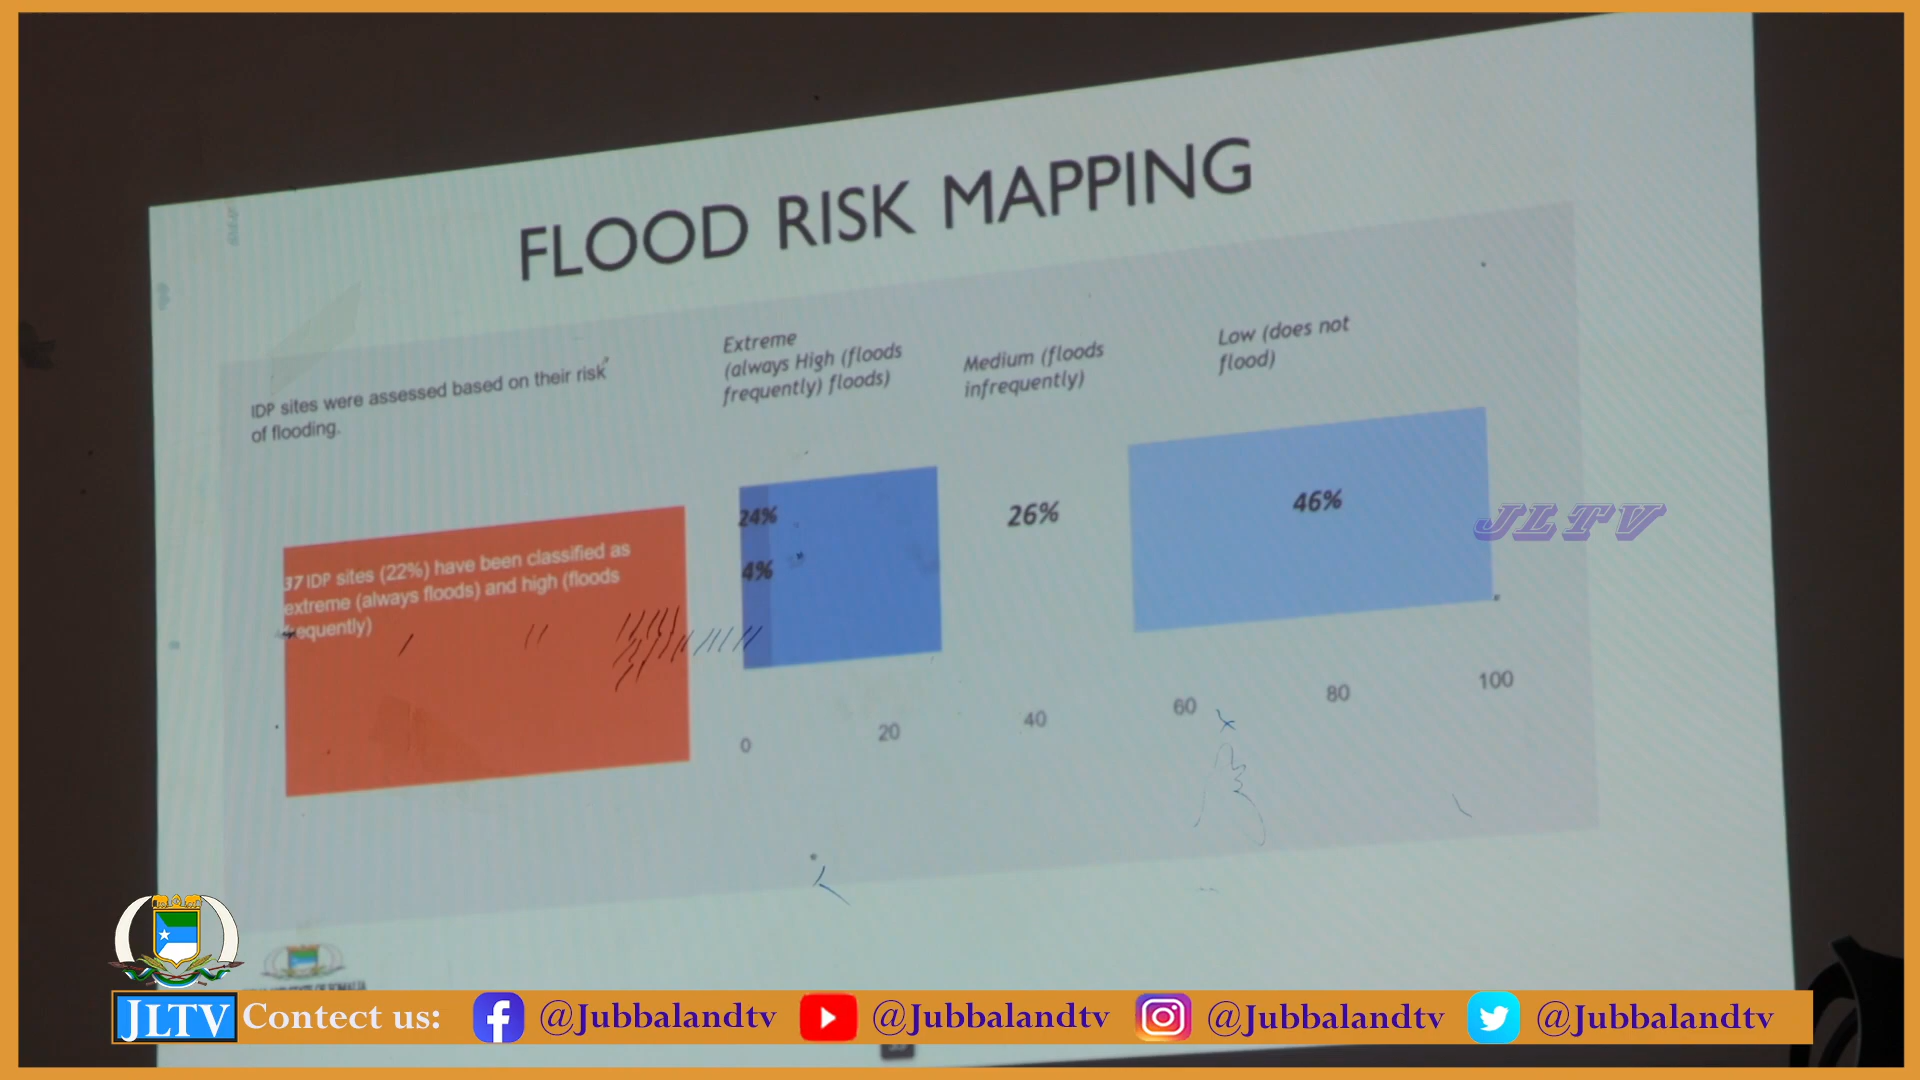 FLOOD RISK MAPPING
IDP sites were assessed based on their risk
of flooding.
Extreme
(always High (floods
frequently) floods)
Medium (floods
infrequently)
Low (does not
flood)
37 IDP sites (22%) have been classified as
extreme (always floods) and high (floods
frequently)
24%
4%
26%
46%
JLTV
0
20
40
60
80
100
JLTV Contect us: @Jubbalandtv @Jubbalandtv @Jubbalandtv @Jubbalandtv